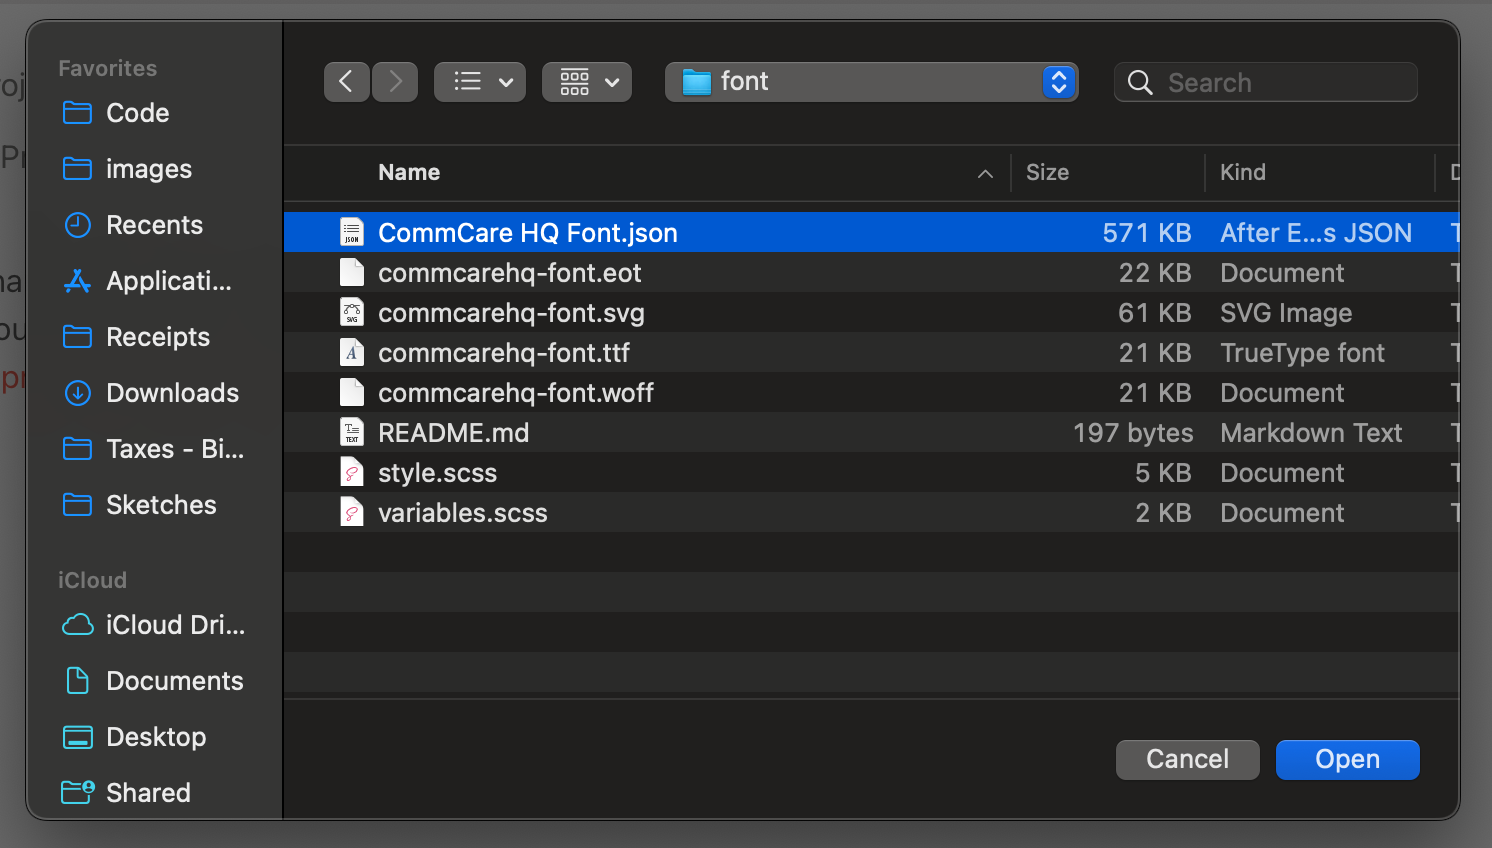 Favorites
Code
images
Recents
Applicati...
Receipts
Downloads
Taxes - Bi...
Sketches
iCloud
iCloud Dri...
Documents
Desktop
Shared
font
Search
Name Size Kind
CommCare HQ Font.json 571 KB After E...s JSON
commcarehq-font.eot 22 KB Document
commcarehq-font.svg 61 KB SVG Image
commcarehq-font.ttf 21 KB TrueType font
commcarehq-font.woff 21 KB Document
README.md 197 bytes Markdown Text
style.scss 5 KB Document
variables.scss 2 KB Document
Cancel Open